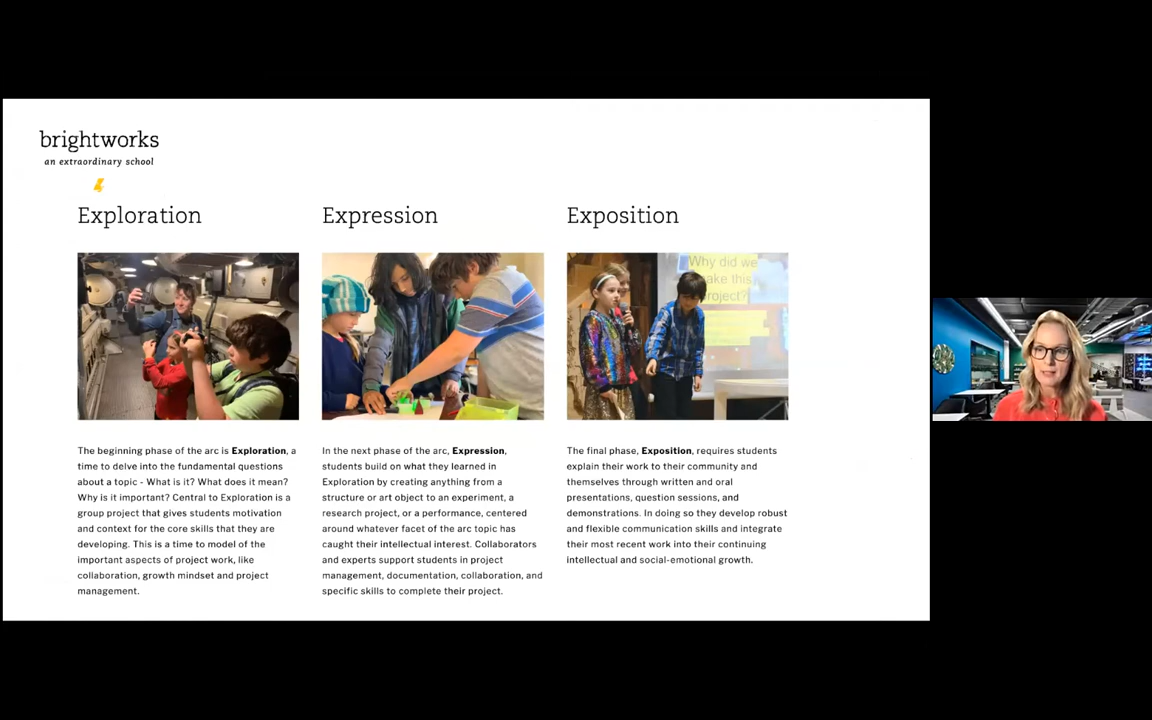 brightworks
an extraordinary school
Exploration
Expression
Exposition
Why did we
make this
project?
The beginning phase of the arc is Exploration, a
time to delve into the fundamental questions
about a topic - What is it? What does it mean?
Why is it important? Central to Exploration is a
group project that gives students motivation
and context for the core skills that they are
developing. This is a time to model of the
important aspects of project work, like
collaboration, growth mindset and project
management.
In the next phase of the arc, Expression,
students build on what they learned in
Exploration by creating anything from a
structure or art object to an experiment, a
research project, or a performance, centered
around whatever facet of the arc topic has
caught their intellectual interest. Collaborators
and experts support students in project
management, documentation, collaboration, and
specific skills to complete their project.
The final phase, Exposition, requires students
explain their work to their community and
themselves through written and oral
presentations, question sessions, and
demonstrations. In doing so they develop robust
and flexible communication skills and integrate
their most recent work into their continuing
intellectual and social-emotional growth.